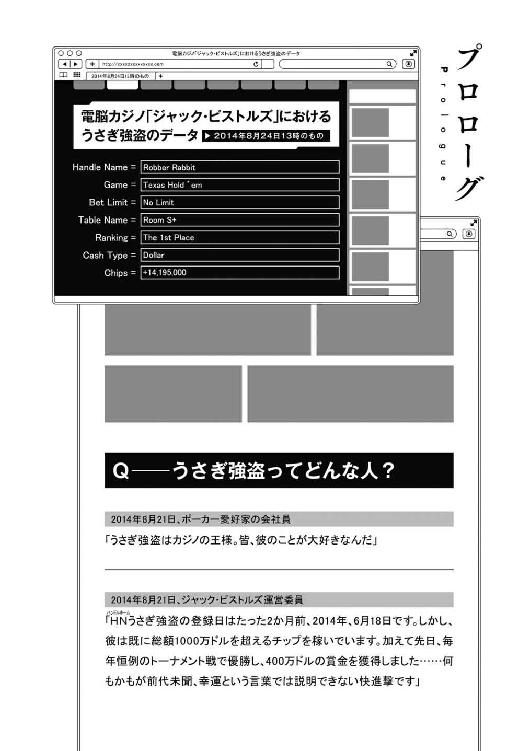 プロローグ
Prologue
電脳カジノ「ジャック・ピストルズ」におけるうさぎ強盗のデータ
http://xxxxxxxxxxxxxx.com
2014年8月24日13時のもの
電脳カジノ「ジャック・ピストルズ」における
うさぎ強盗のデータ ▶2014年8月24日13時のもの
Handle Name = Robber Rabbit
Game = Texas Hold ´em
Bet Limit = No Limit
Table Name = Room S+
Ranking = The 1st Place
Cash Type = Dollar
Chips = +14,195,000
Q――うさぎ強盗ってどんな人？
2014年8月21日、ポーカー愛好家の会社員
「うさぎ強盗はカジノの王様。皆、彼のことが大好きなんだ」
2014年8月21日、ジャック・ピストルズ運営委員
ハンドルネーム
「HNうさぎ強盗の登録日はたった2か月前、2014年、6月18日です。しかし、
彼は既に総額1000万ドルを超えるチップを稼いでいます。加えて先日、毎
年恒例のトーナメント戦で優勝し、400万ドルの賞金を獲得しました……何
もかもが前代未聞、幸運という言葉では説明できない快進撃です」